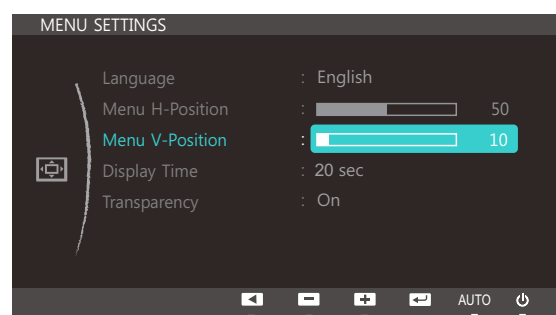 MENU SETTINGS
Language : English
Menu H-Position : 50
Menu V-Position : 10
Display Time : 20 sec
Transparency : On
AUTO